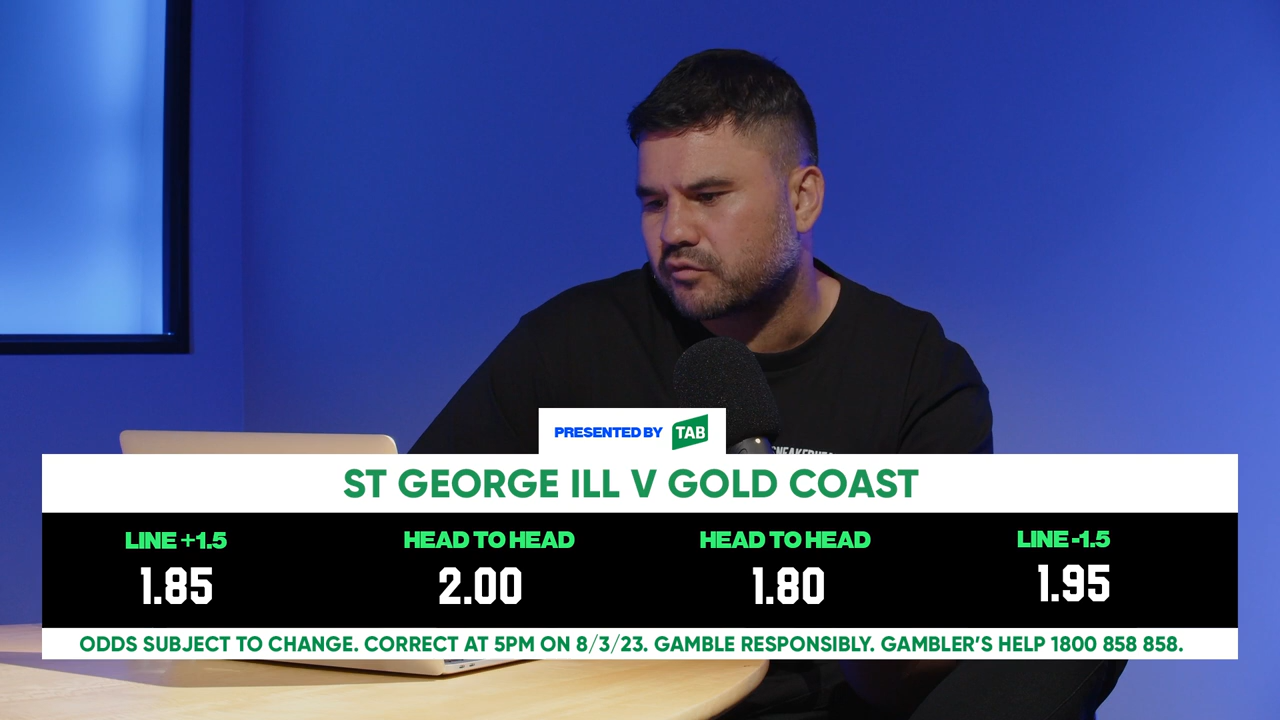 PRESENTED BY TAB
ST GEORGE ILL V GOLD COAST
LINE +1.5 HEAD TO HEAD HEAD TO HEAD LINE -1.5
1.85 2.00 1.80 1.95
ODDS SUBJECT TO CHANGE. CORRECT AT 5PM ON 8/3/23. GAMBLE RESPONSIBLY. GAMBLER'S HELP 1800 858 858.